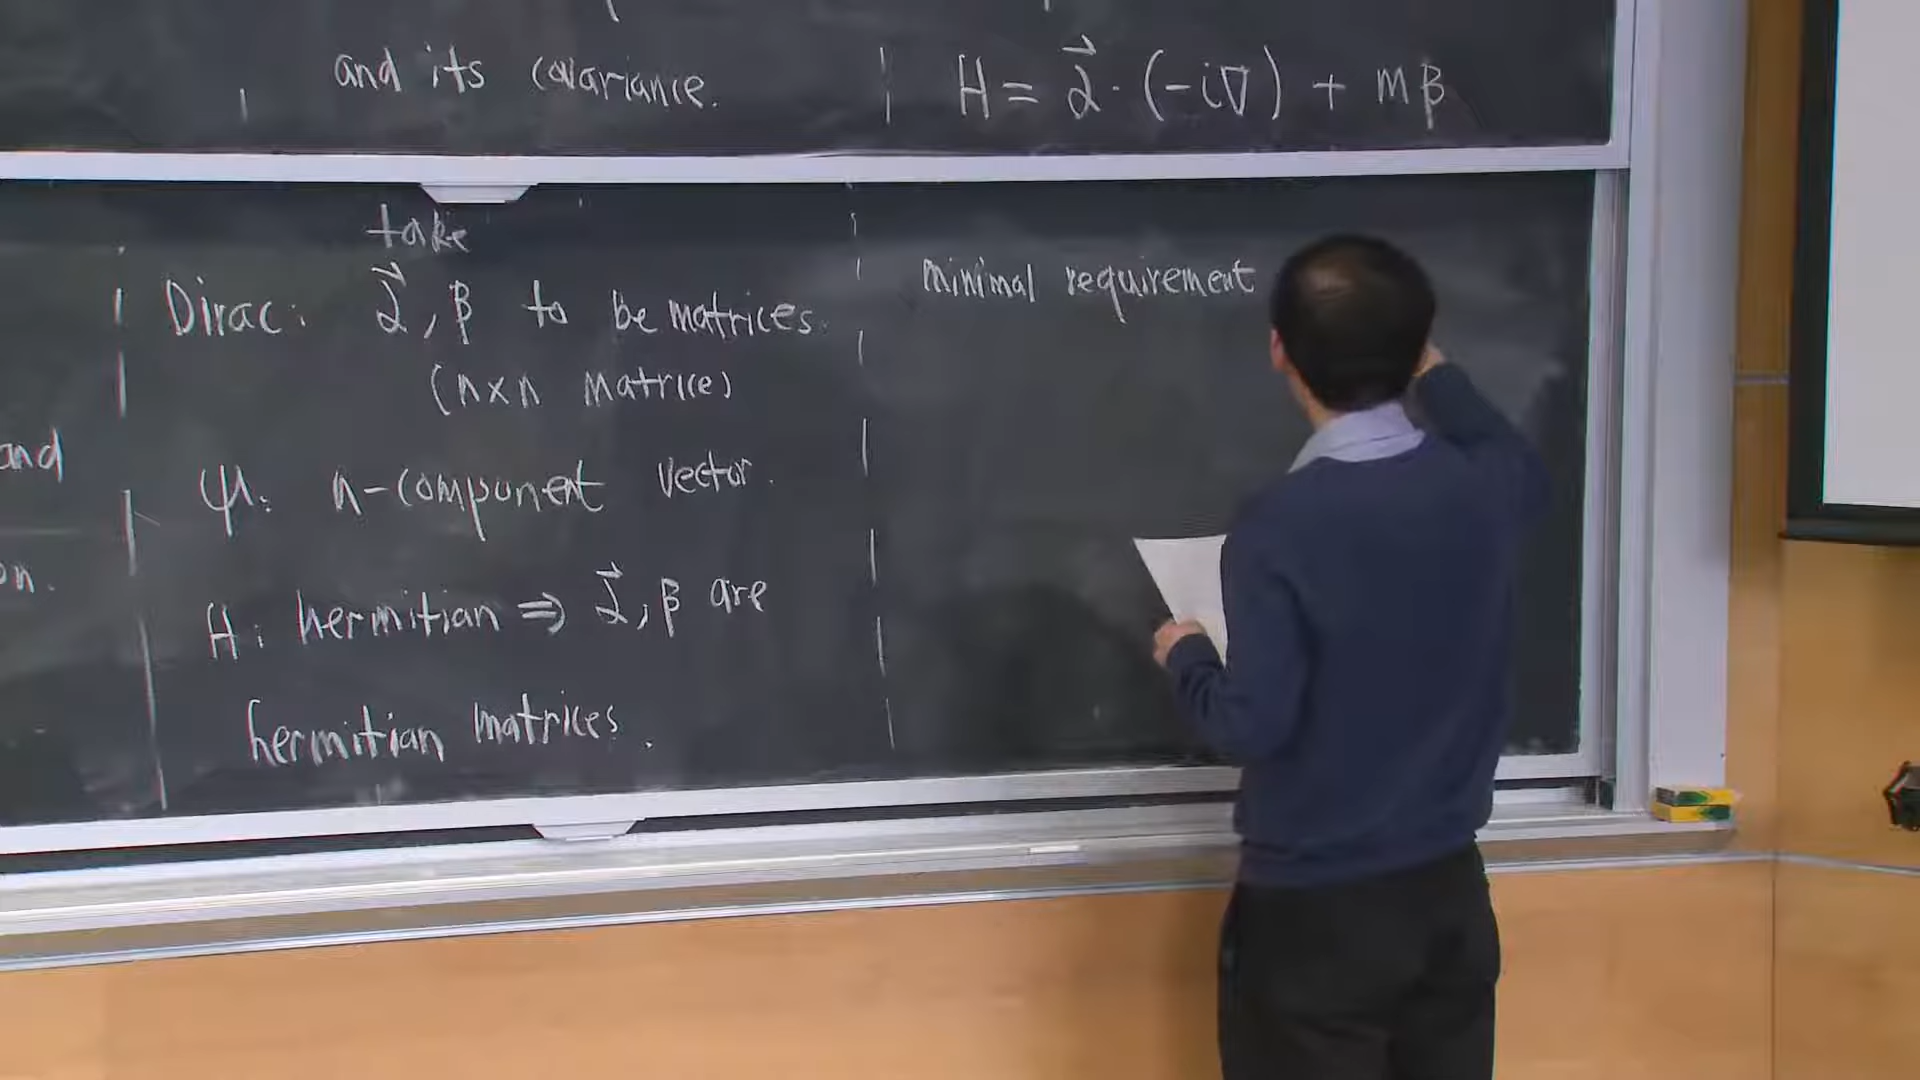 and its covariance.
H = α⃗ · (-i∇) + mβ
and
on.
take
Dirac: α⃗, β to be matrices.
(n×n matrices)
ψ: n-component vector.
H: hermitian ⇒ α⃗, β are
hermitian matrices.
minimal requirement